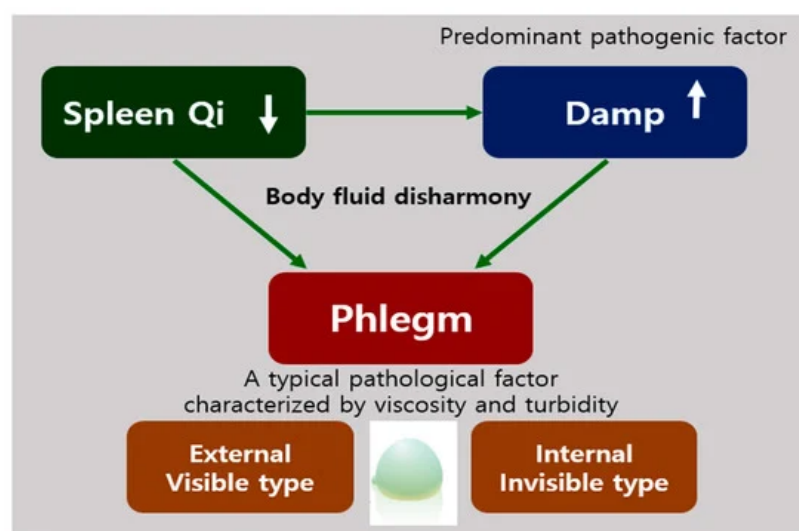 Predominant pathogenic factor
Spleen Qi ↓
Damp ↑
Body fluid disharmony
Phlegm
A typical pathological factor
characterized by viscosity and turbidity
External
Visible type
Internal
Invisible type